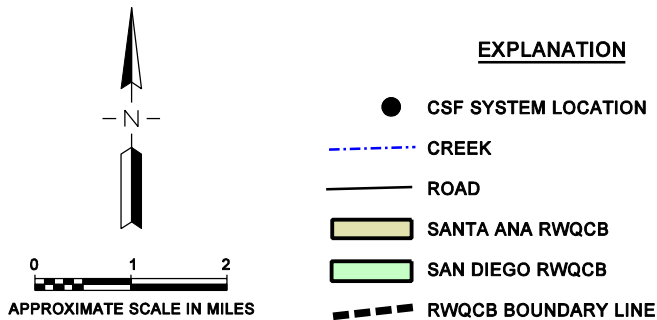 N
0 1 2
APPROXIMATE SCALE IN MILES
EXPLANATION
CSF SYSTEM LOCATION
CREEK
ROAD
SANTA ANA RWQCB
SAN DIEGO RWQCB
RWQCB BOUNDARY LINE